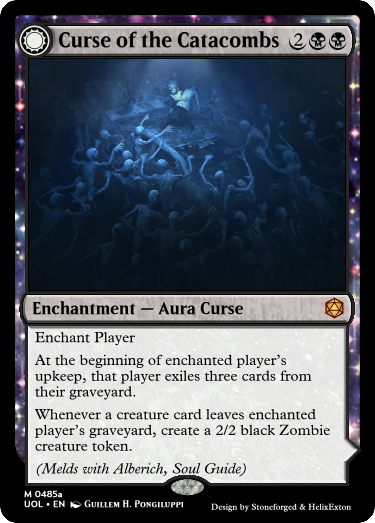 Curse of the Catacombs 2
Enchantment — Aura Curse
Enchant Player
At the beginning of enchanted player's
upkeep, that player exiles three cards from
their graveyard.
Whenever a creature card leaves enchanted
player's graveyard, create a 2/2 black Zombie
creature token.
(Melds with Alberich, Soul Guide)
M 0485a
UOL • EN Guillem H. Pongiluppi
Design by Stoneforged & HelixExton